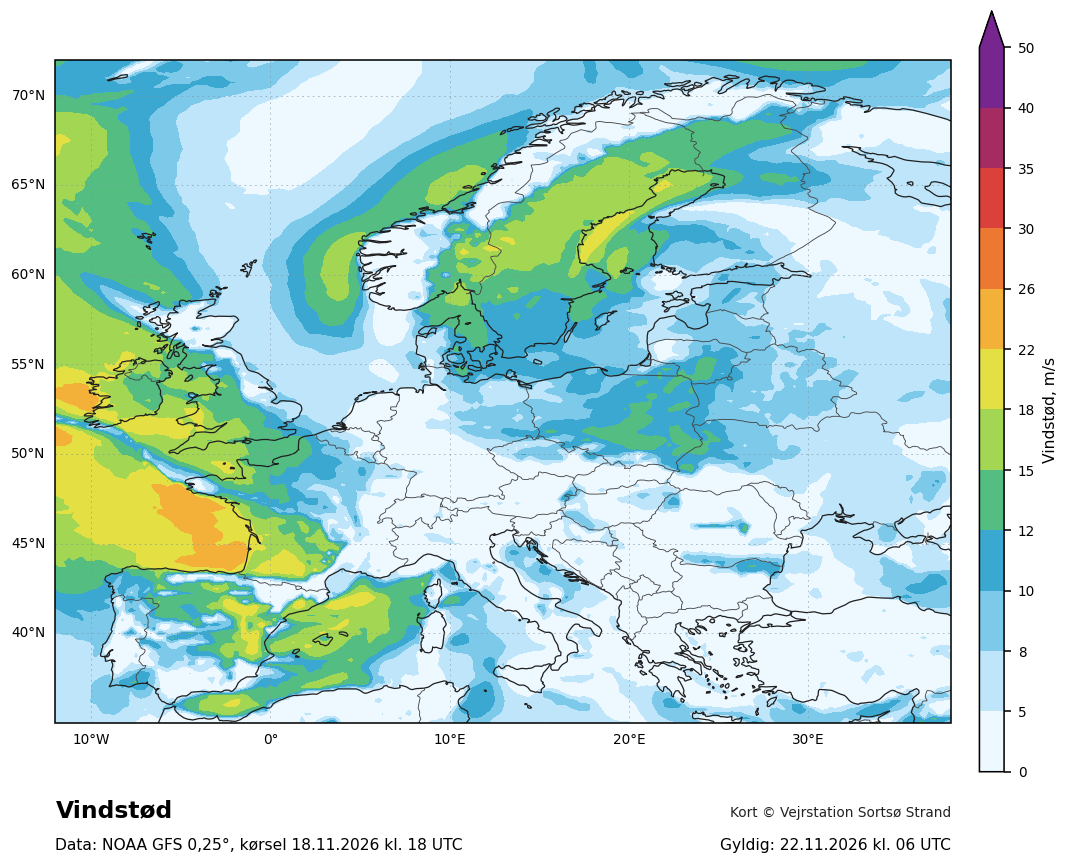 70°N
65°N
60°N
55°N
50°N
45°N
40°N
10°W
0°
10°E
20°E
30°E
50
40
35
30
26
22
18
15
12
10
8
5
0
Vindstød, m/s
Vindstød
Kort © Vejrstation Sortsø Strand
Data: NOAA GFS 0,25°, kørsel 18.11.2026 kl. 18 UTC
Gyldig: 22.11.2026 kl. 06 UTC